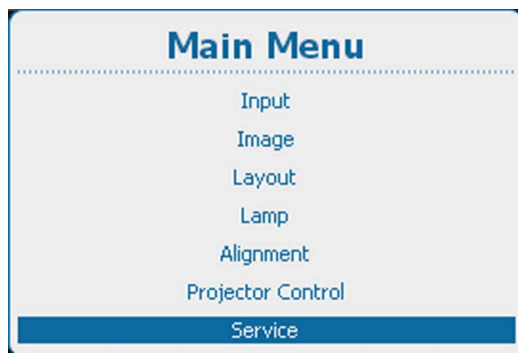 Main Menu
Input
Image
Layout
Lamp
Alignment
Projector Control
Service